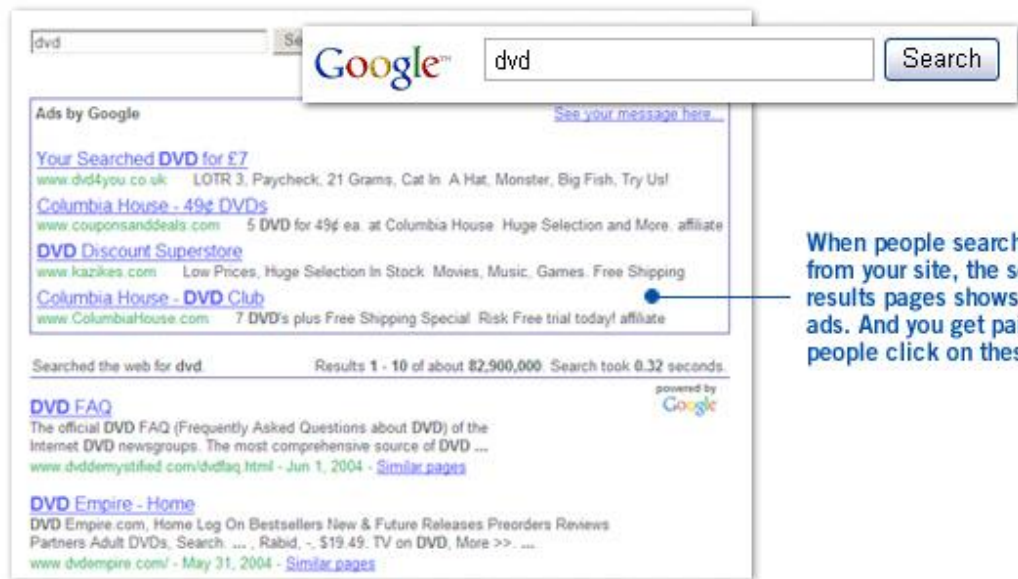 dvd
Se
Google™ dvd Search
Ads by Google See your message here...
Your Searched DVD for £7
www.dvd4you.co.uk LOTR 3, Paycheck, 21 Grams, Cat In A Hat, Monster, Big Fish, Try Us!
Columbia House - 49¢ DVDs
www.couponsanddeals.com 5 DVD for 49¢ ea. at Columbia House Huge Selection and More. affiliate
DVD Discount Superstore
www.kazikes.com Low Prices, Huge Selection In Stock Movies, Music, Games. Free Shipping
Columbia House - DVD Club
www.ColumbiaHouse.com 7 DVD's plus Free Shipping Special Risk Free trial today! affiliate
When people search
from your site, the s
results pages shows
ads. And you get pai
people click on thes
Searched the web for dvd. Results 1 - 10 of about 82,900,000. Search took 0.32 seconds.
powered by
Google
DVD FAQ
The official DVD FAQ (Frequently Asked Questions about DVD) of the
Internet DVD newsgroups. The most comprehensive source of DVD ...
www.dvddemystified.com/dvdfaq.html - Jun 1, 2004 - Similar pages
DVD Empire - Home
DVD Empire.com, Home Log On Bestsellers New & Future Releases Preorders Reviews
Partners Adult DVDs, Search. ... , Rabid, -, $19.49. TV on DVD, More >>. ...
www.dvdempire.com/ - May 31, 2004 - Similar pages